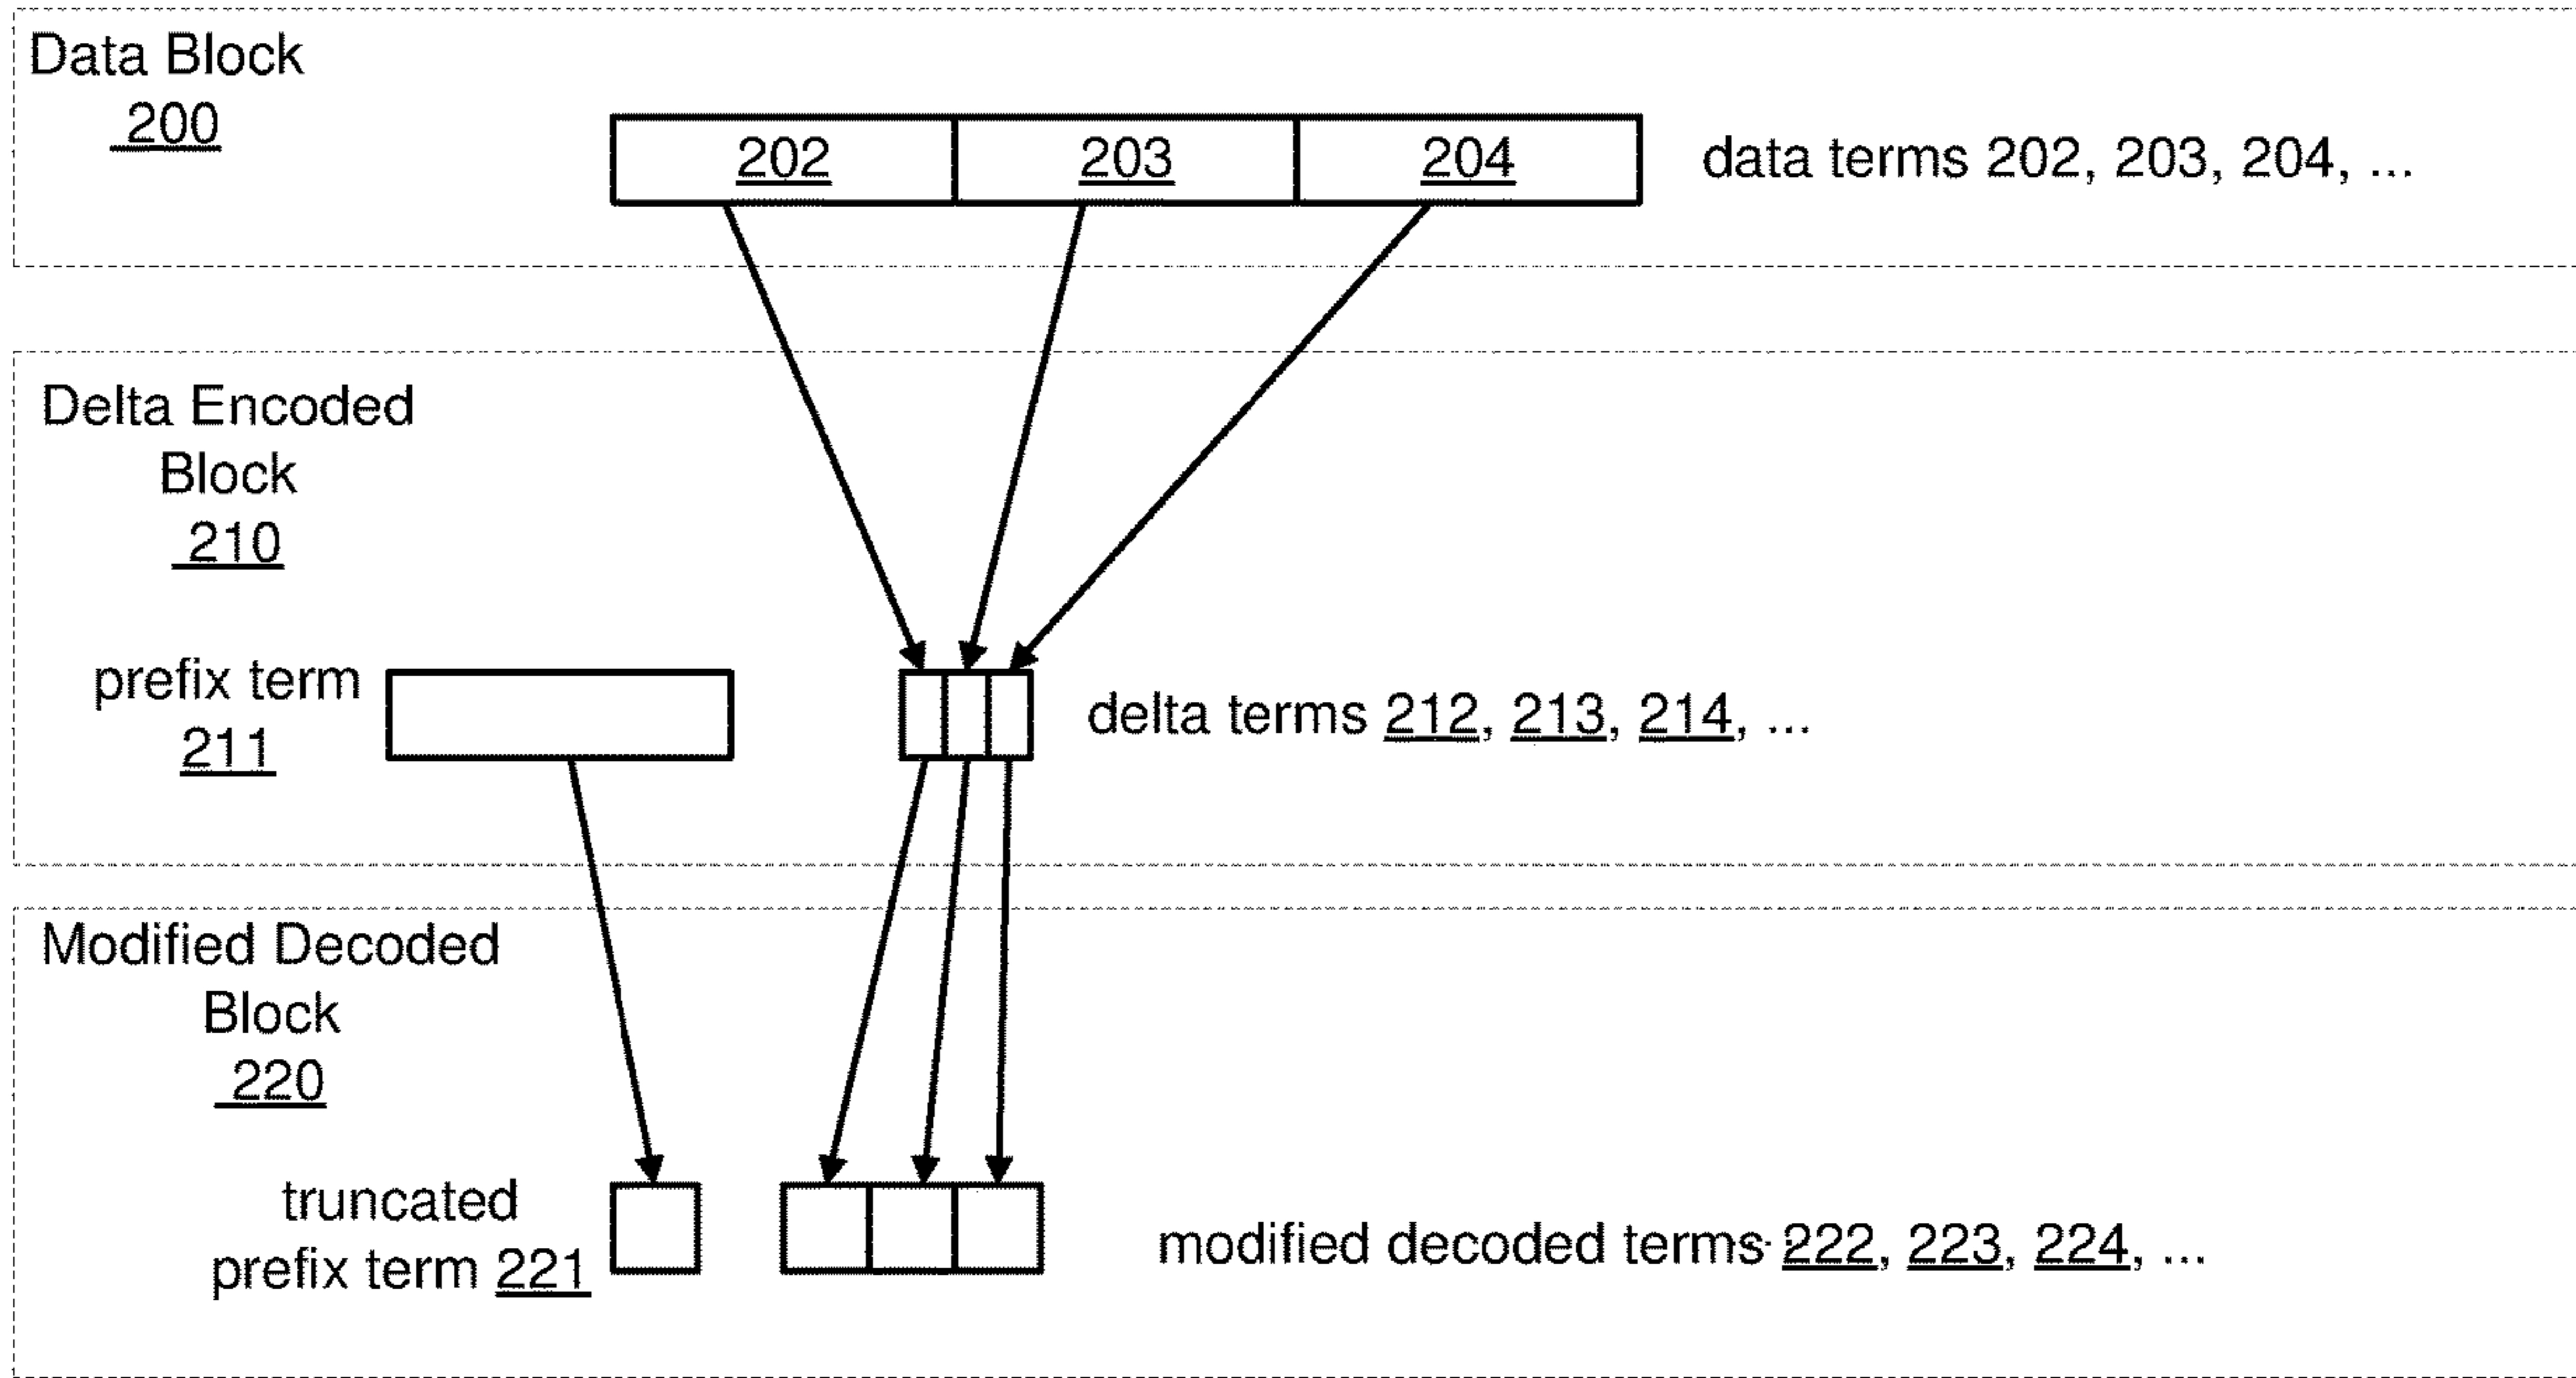 Data Block
200
202 203 204 data terms 202, 203, 204, ...
Delta Encoded
Block
210
prefix term
211
delta terms 212, 213, 214, ...
Modified Decoded
Block
220
truncated
prefix term 221
modified decoded terms 222, 223, 224, ...